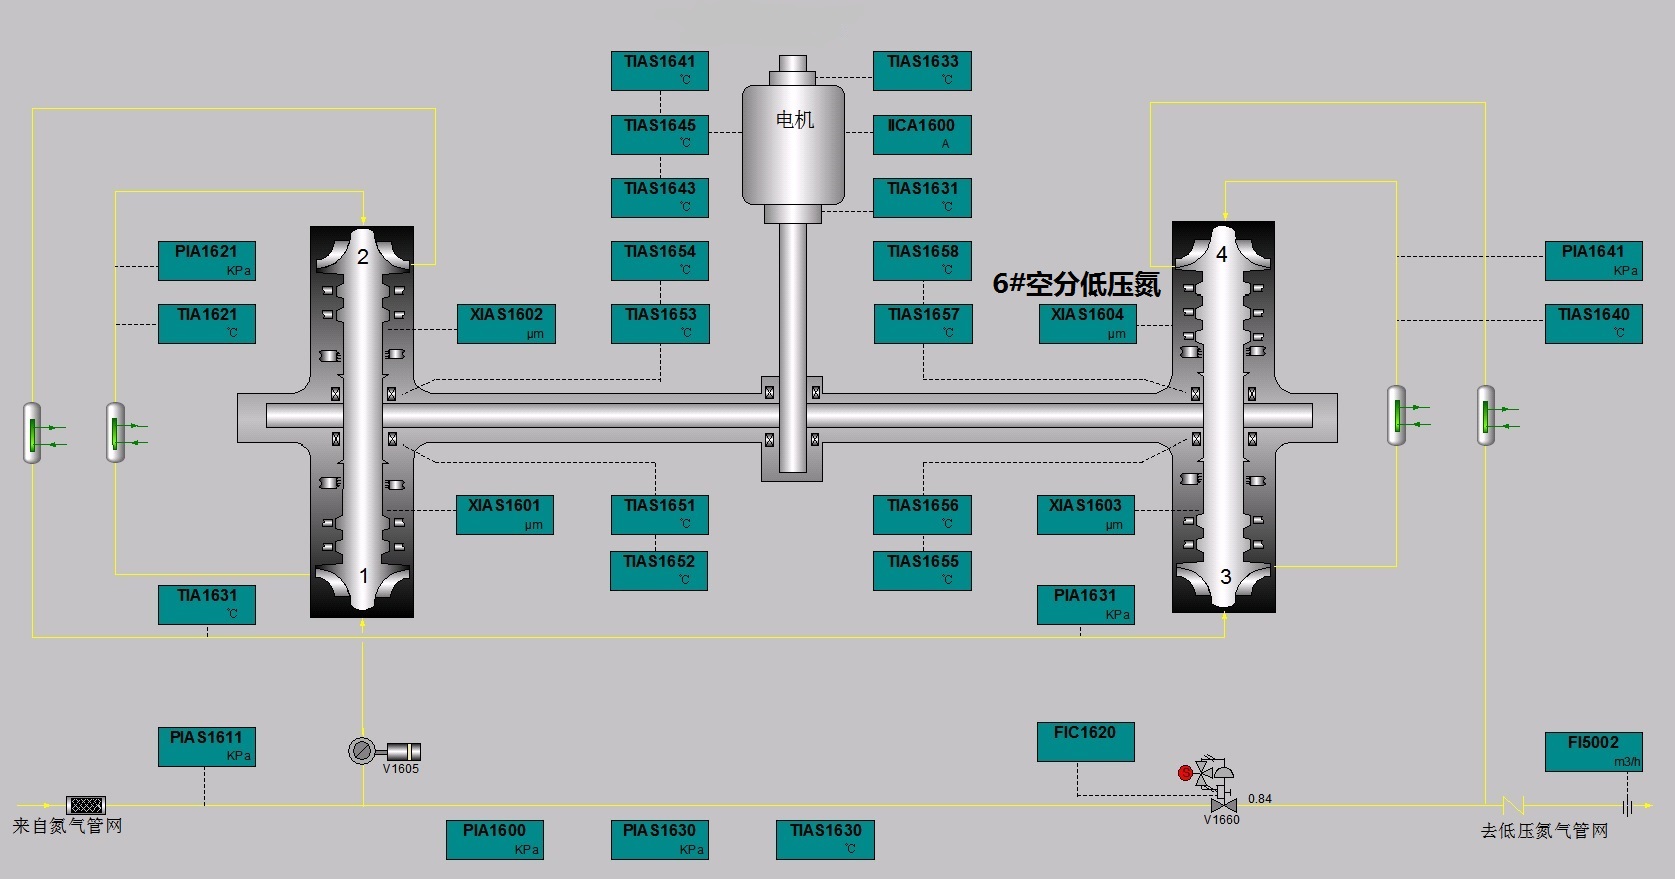 TIAS1641
℃
TIAS1633
℃
电机
TIAS1645
℃
IICA1600
A
TIAS1643
℃
TIAS1631
℃
2
4
PIA1621
KPa
TIAS1654
℃
TIAS1658
℃
PIA1641
KPa
6#空分低压氮
TIA1621
℃
XIAS1602
μm
TIAS1653
℃
TIAS1657
℃
XIAS1604
μm
TIAS1640
℃
XIAS1601
μm
TIAS1651
℃
TIAS1656
℃
XIAS1603
μm
TIAS1652
℃
TIAS1655
℃
1
3
TIA1631
℃
PIA1631
KPa
PIAS1611
KPa
V1605
FIC1620
FI5002
m3/h
S
0.84
V1660
来自氮气管网
去低压氮气管网
PIA1600
KPa
PIAS1630
KPa
TIAS1630
℃